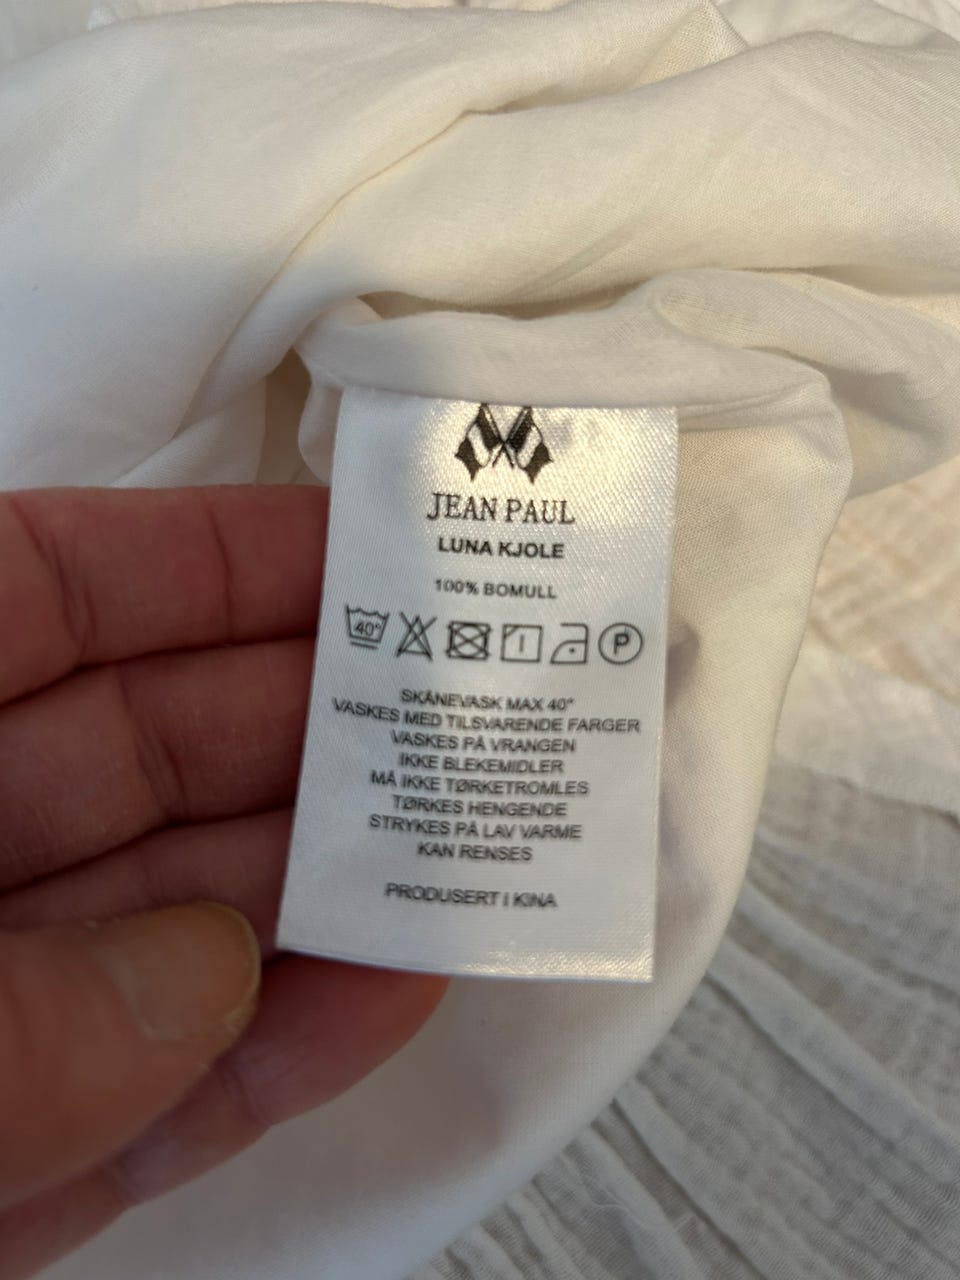 JEAN PAUL
LUNA KJOLE
100% BOMULL
40° I P
SKÅNEVASK MAX 40°
VASKES MED TILSVARENDE FARGER
VASKES PÅ VRANGEN
IKKE BLEKEMIDLER
MÅ IKKE TØRKETROMLES
TØRKES HENGENDE
STRYKES PÅ LAV VARME
KAN RENSES
PRODUSERT I KINA